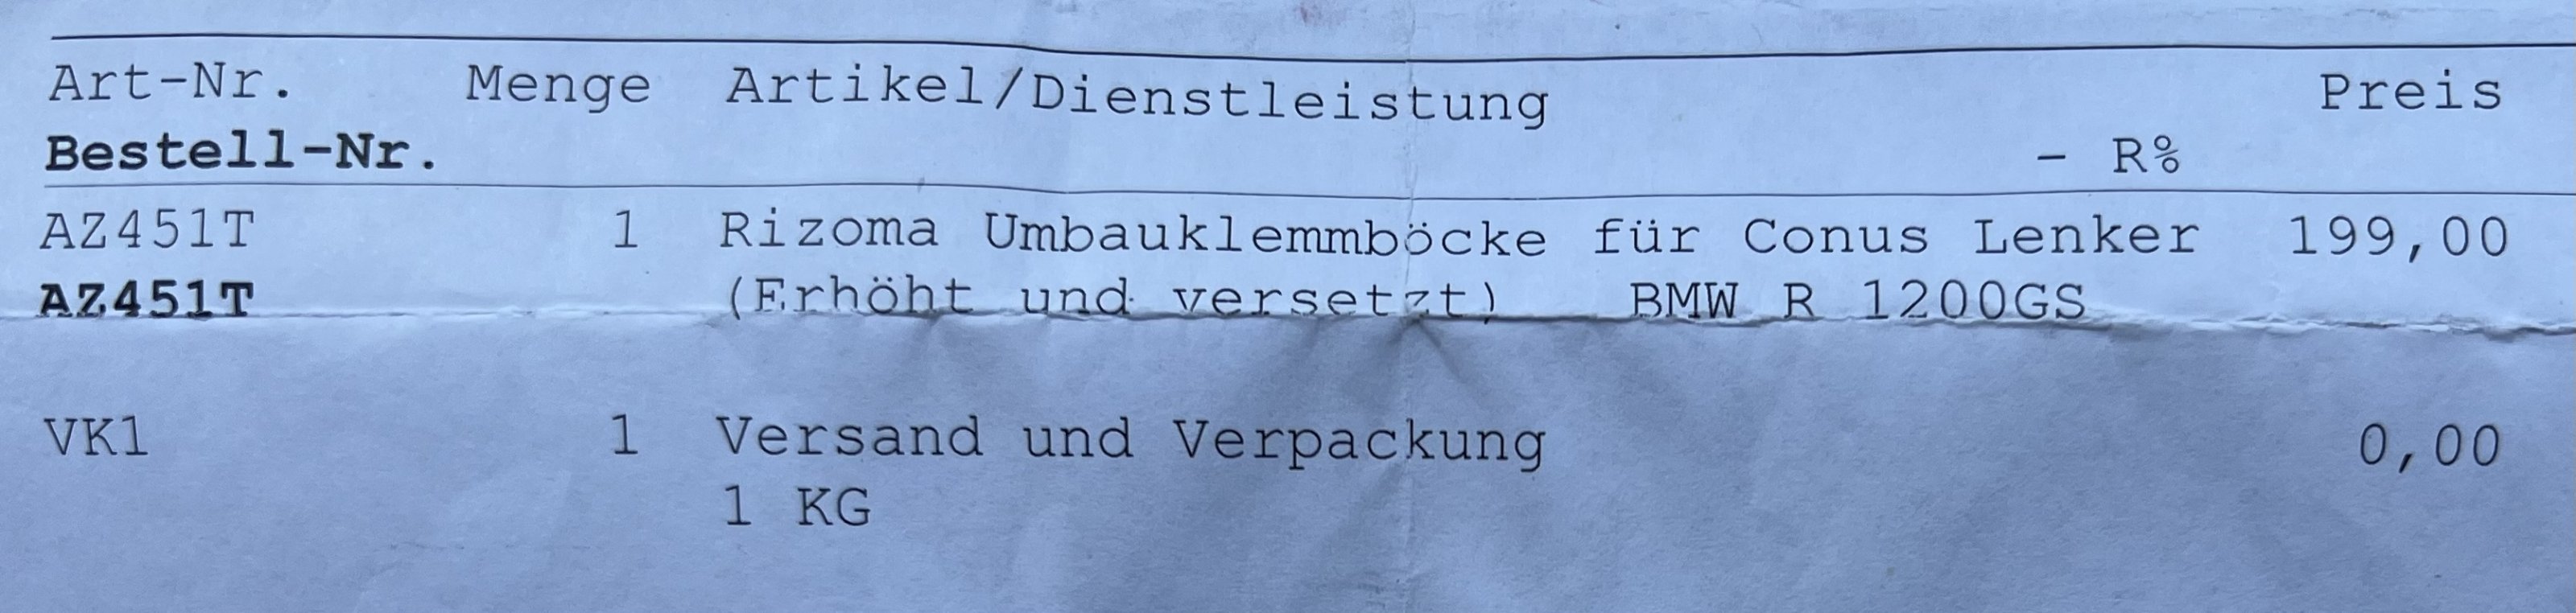 Art-Nr. Menge Artikel/Dienstleistung Preis
Bestell-Nr. - R%
AZ451T 1 Rizoma Umbauklemmböcke für Conus Lenker 199,00
AZ451T (Erhöht und versetzt) BMW R 1200GS
VK1 1 Versand und Verpackung 0,00
1 KG